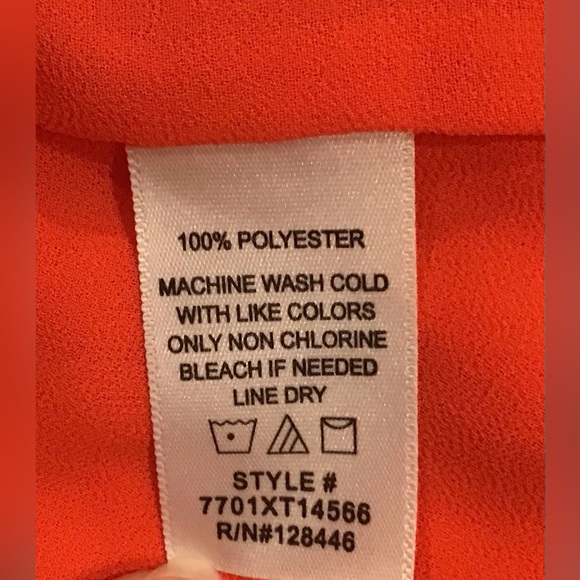 100% POLYESTER
MACHINE WASH COLD
WITH LIKE COLORS
ONLY NON CHLORINE
BLEACH IF NEEDED
LINE DRY
STYLE #
7701XT14566
R/N#128446